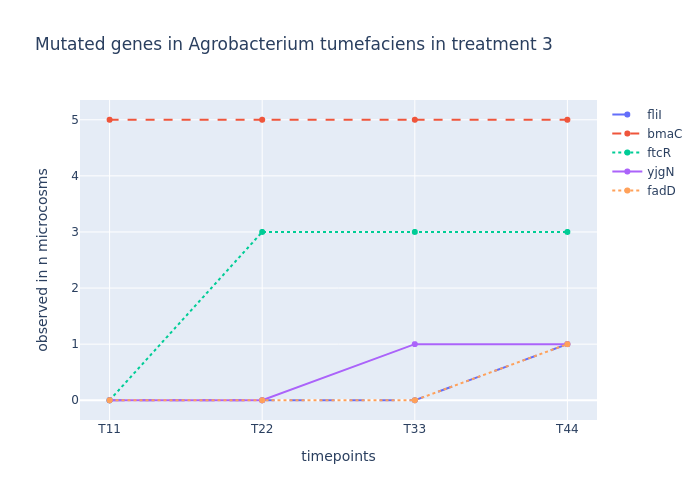 Mutated genes in Agrobacterium tumefaciens in treatment 3
observed in n microcosms
5
4
3
2
1
0
T11 T22 T33 T44
timepoints
fliI
bmaC
ftcR
yjgN
fadD